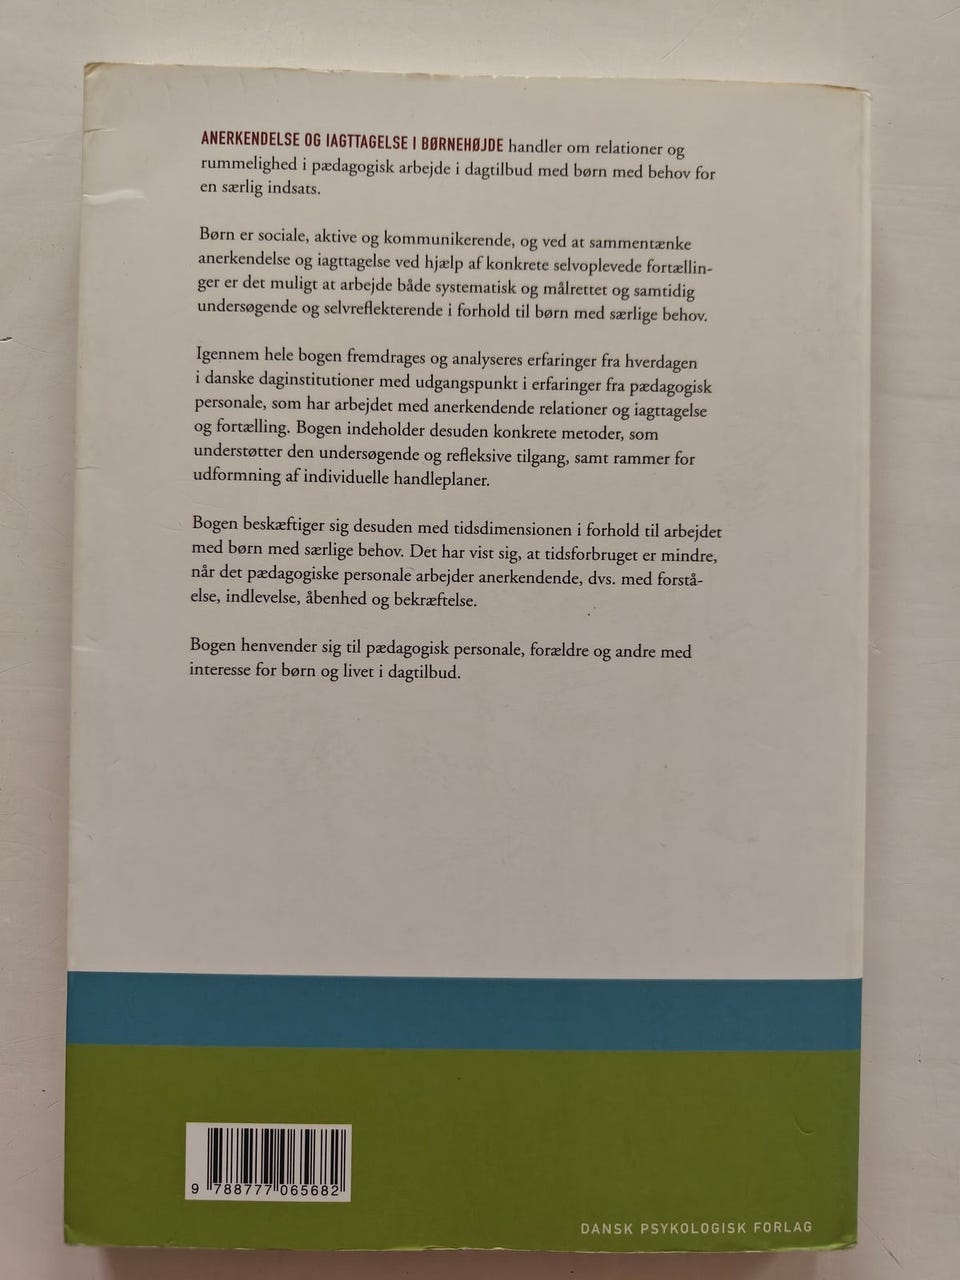 ANERKENDELSE OG IAGTTAGELSE I BØRNEHØJDE handler om relationer og
rummelighed i pædagogisk arbejde i dagtilbud med børn med behov for
en særlig indsats.
Børn er sociale, aktive og kommunikerende, og ved at sammentænke
anerkendelse og iagttagelse ved hjælp af konkrete selvoplevede fortællin-
ger er det muligt at arbejde både systematisk og målrettet og samtidig
undersøgende og selvreflekterende i forhold til børn med særlige behov.
Igennem hele bogen fremdrages og analyseres erfaringer fra hverdagen
i danske daginstitutioner med udgangspunkt i erfaringer fra pædagogisk
personale, som har arbejdet med anerkendende relationer og iagttagelse
og fortælling. Bogen indeholder desuden konkrete metoder, som
understøtter den undersøgende og refleksive tilgang, samt rammer for
udformning af individuelle handleplaner.
Bogen beskæftiger sig desuden med tidsdimensionen i forhold til arbejdet
med børn med særlige behov. Det har vist sig, at tidsforbruget er mindre,
når det pædagogiske personale arbejder anerkendende, dvs. med forstå-
else, indlevelse, åbenhed og bekræftelse.
Bogen henvender sig til pædagogisk personale, forældre og andre med
interesse for børn og livet i dagtilbud.
9 788777 065682
DANSK PSYKOLOGISK FORLAG